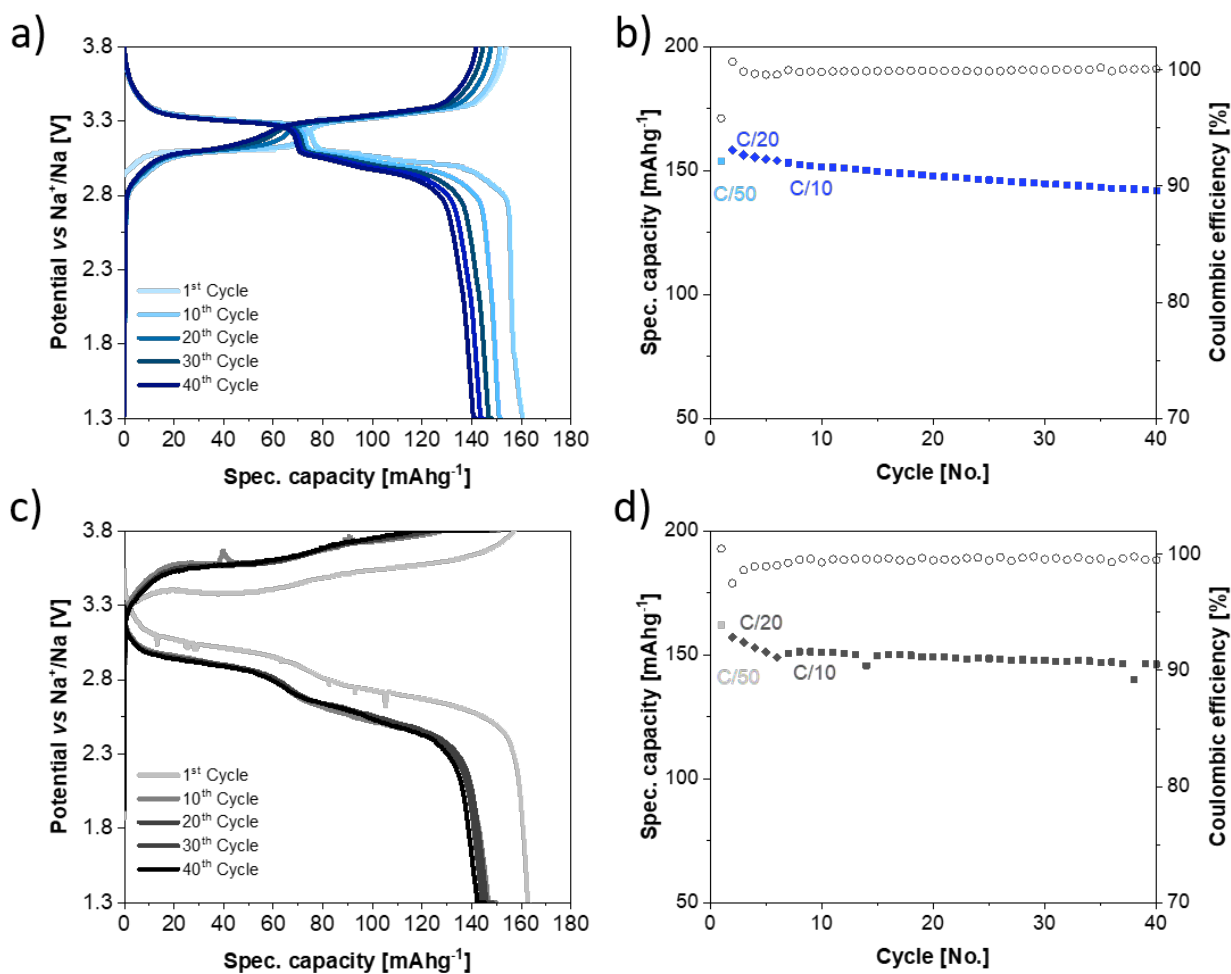 a)
3.8
3.3
2.8
2.3
1.8
1.3
Potential vs Na⁺/Na [V]
1st Cycle
10th Cycle
20th Cycle
30th Cycle
40th Cycle
0 20 40 60 80 100 120 140 160 180
Spec. capacity [mAhg⁻¹]
b)
200
150
100
50
Spec. capacity [mAhg⁻¹]
C/20
C/50
C/10
100
90
80
70
Coulombic efficiency [%]
0 10 20 30 40
Cycle [No.]
c)
3.8
3.3
2.8
2.3
1.8
1.3
Potential vs Na⁺/Na [V]
1st Cycle
10th Cycle
20th Cycle
30th Cycle
40th Cycle
0 20 40 60 80 100 120 140 160 180
Spec. capacity [mAhg⁻¹]
d)
200
150
100
50
Spec. capacity [mAhg⁻¹]
C/20
C/50
C/10
100
90
80
70
Coulombic efficiency [%]
0 10 20 30 40
Cycle [No.]